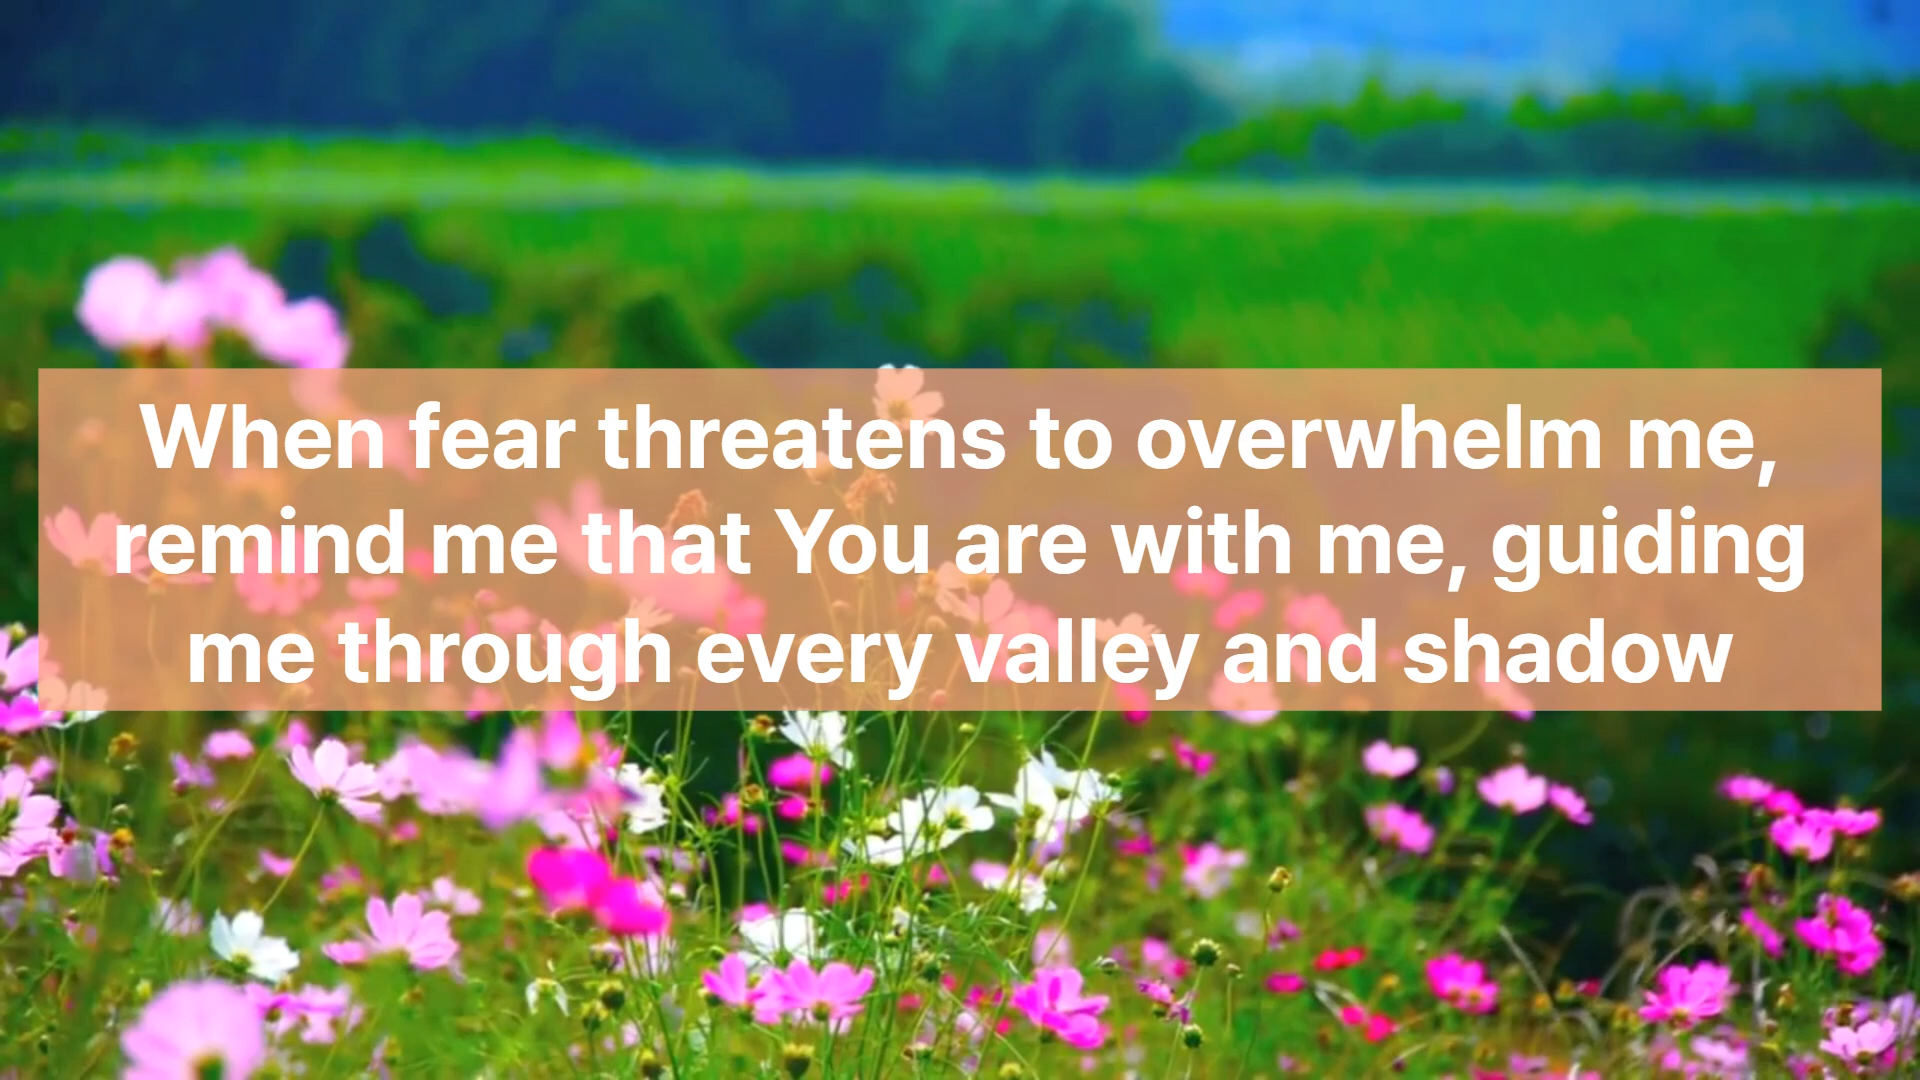 When fear threatens to overwhelm me,
remind me that You are with me, guiding
me through every valley and shadow